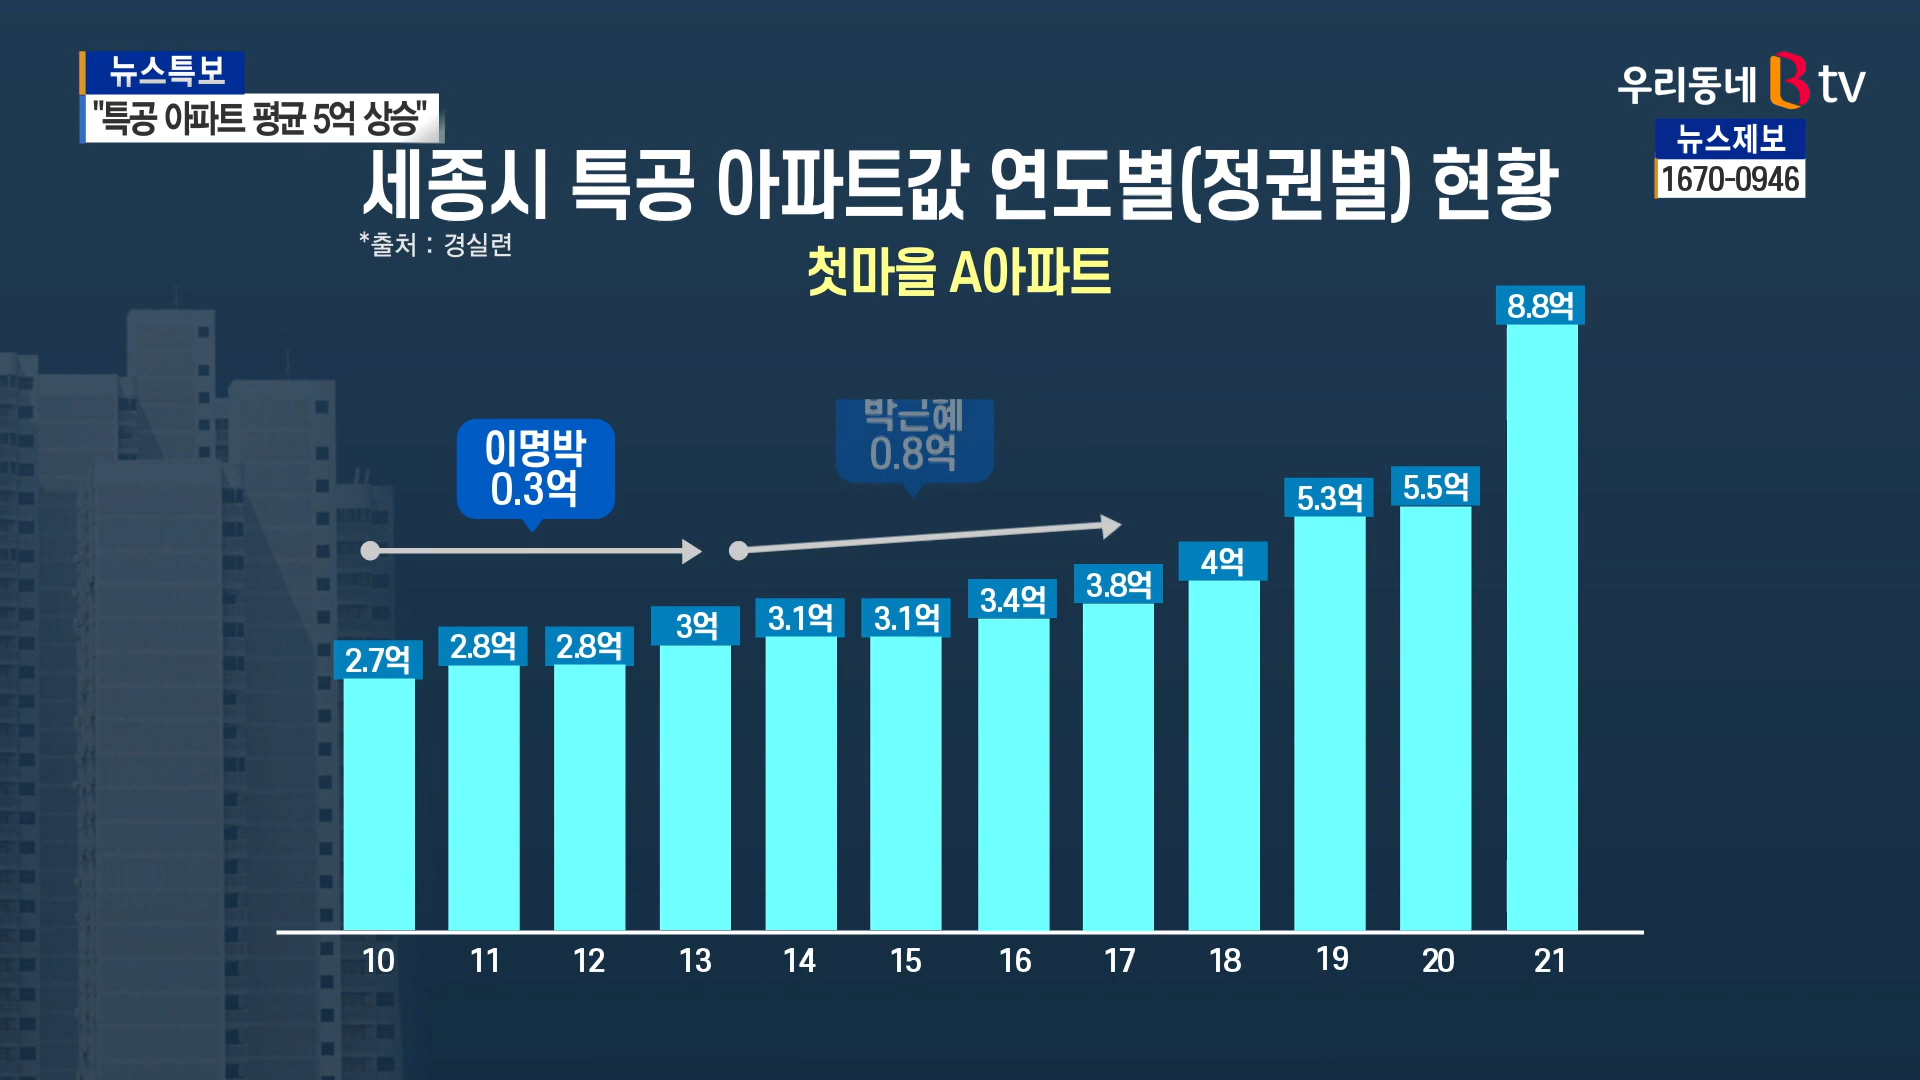 뉴스특보
"특공 아파트 평균 5억 상승"
우리동네 B tv
뉴스제보
1670-0946
세종시 특공 아파트값 연도별(정권별) 현황
*출처 : 경실련
첫마을 A아파트
이명박
0.3억
박근혜
0.8억
2.7억
2.8억
2.8억
3억
3.1억
3.1억
3.4억
3.8억
4억
5.3억
5.5억
8.8억
10 11 12 13 14 15 16 17 18 19 20 21